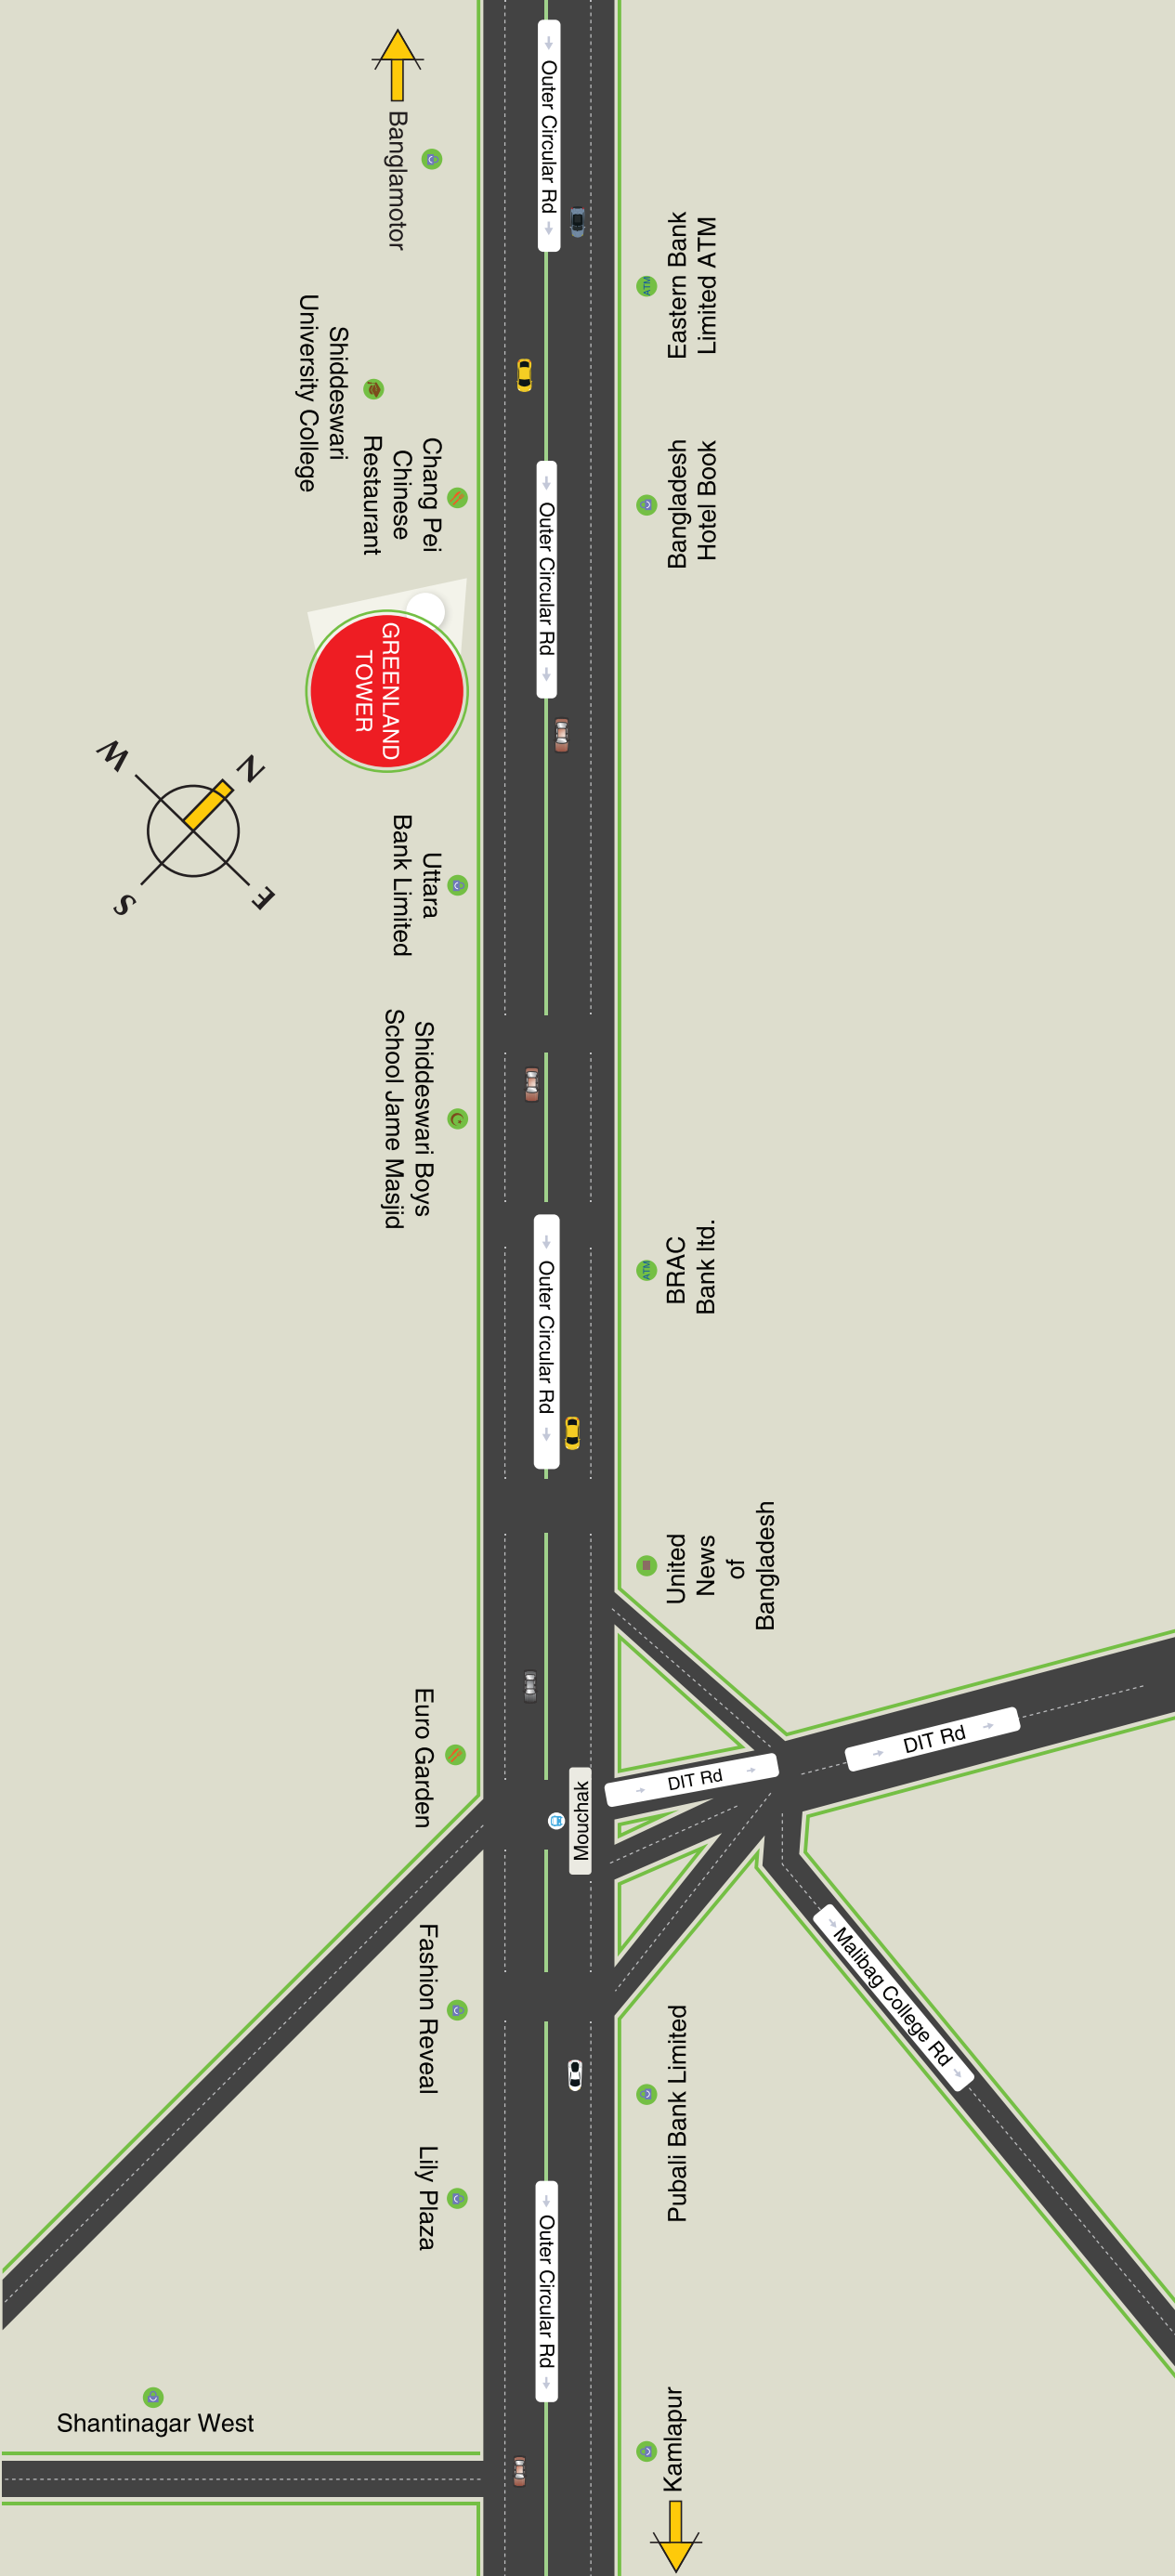 Outer Circular Rd
Banglamotor
Eastern Bank
Limited ATM
Shiddeswari
University College
Chang Pei
Chinese
Restaurant
Bangladesh
Hotel Book
Outer Circular Rd
GREENLAND
TOWER
N
W
E
S
Uttara
Bank Limited
Shiddeswari Boys
School Jame Masjid
BRAC
Bank ltd.
ATM
ATM
Outer Circular Rd
United
News
of
Bangladesh
DIT Rd
DIT Rd
Euro Garden
Mouchak
Malibag College Rd
Fashion Reveal
Pubali Bank Limited
Lily Plaza
Outer Circular Rd
Shantinagar West
Kamlapur